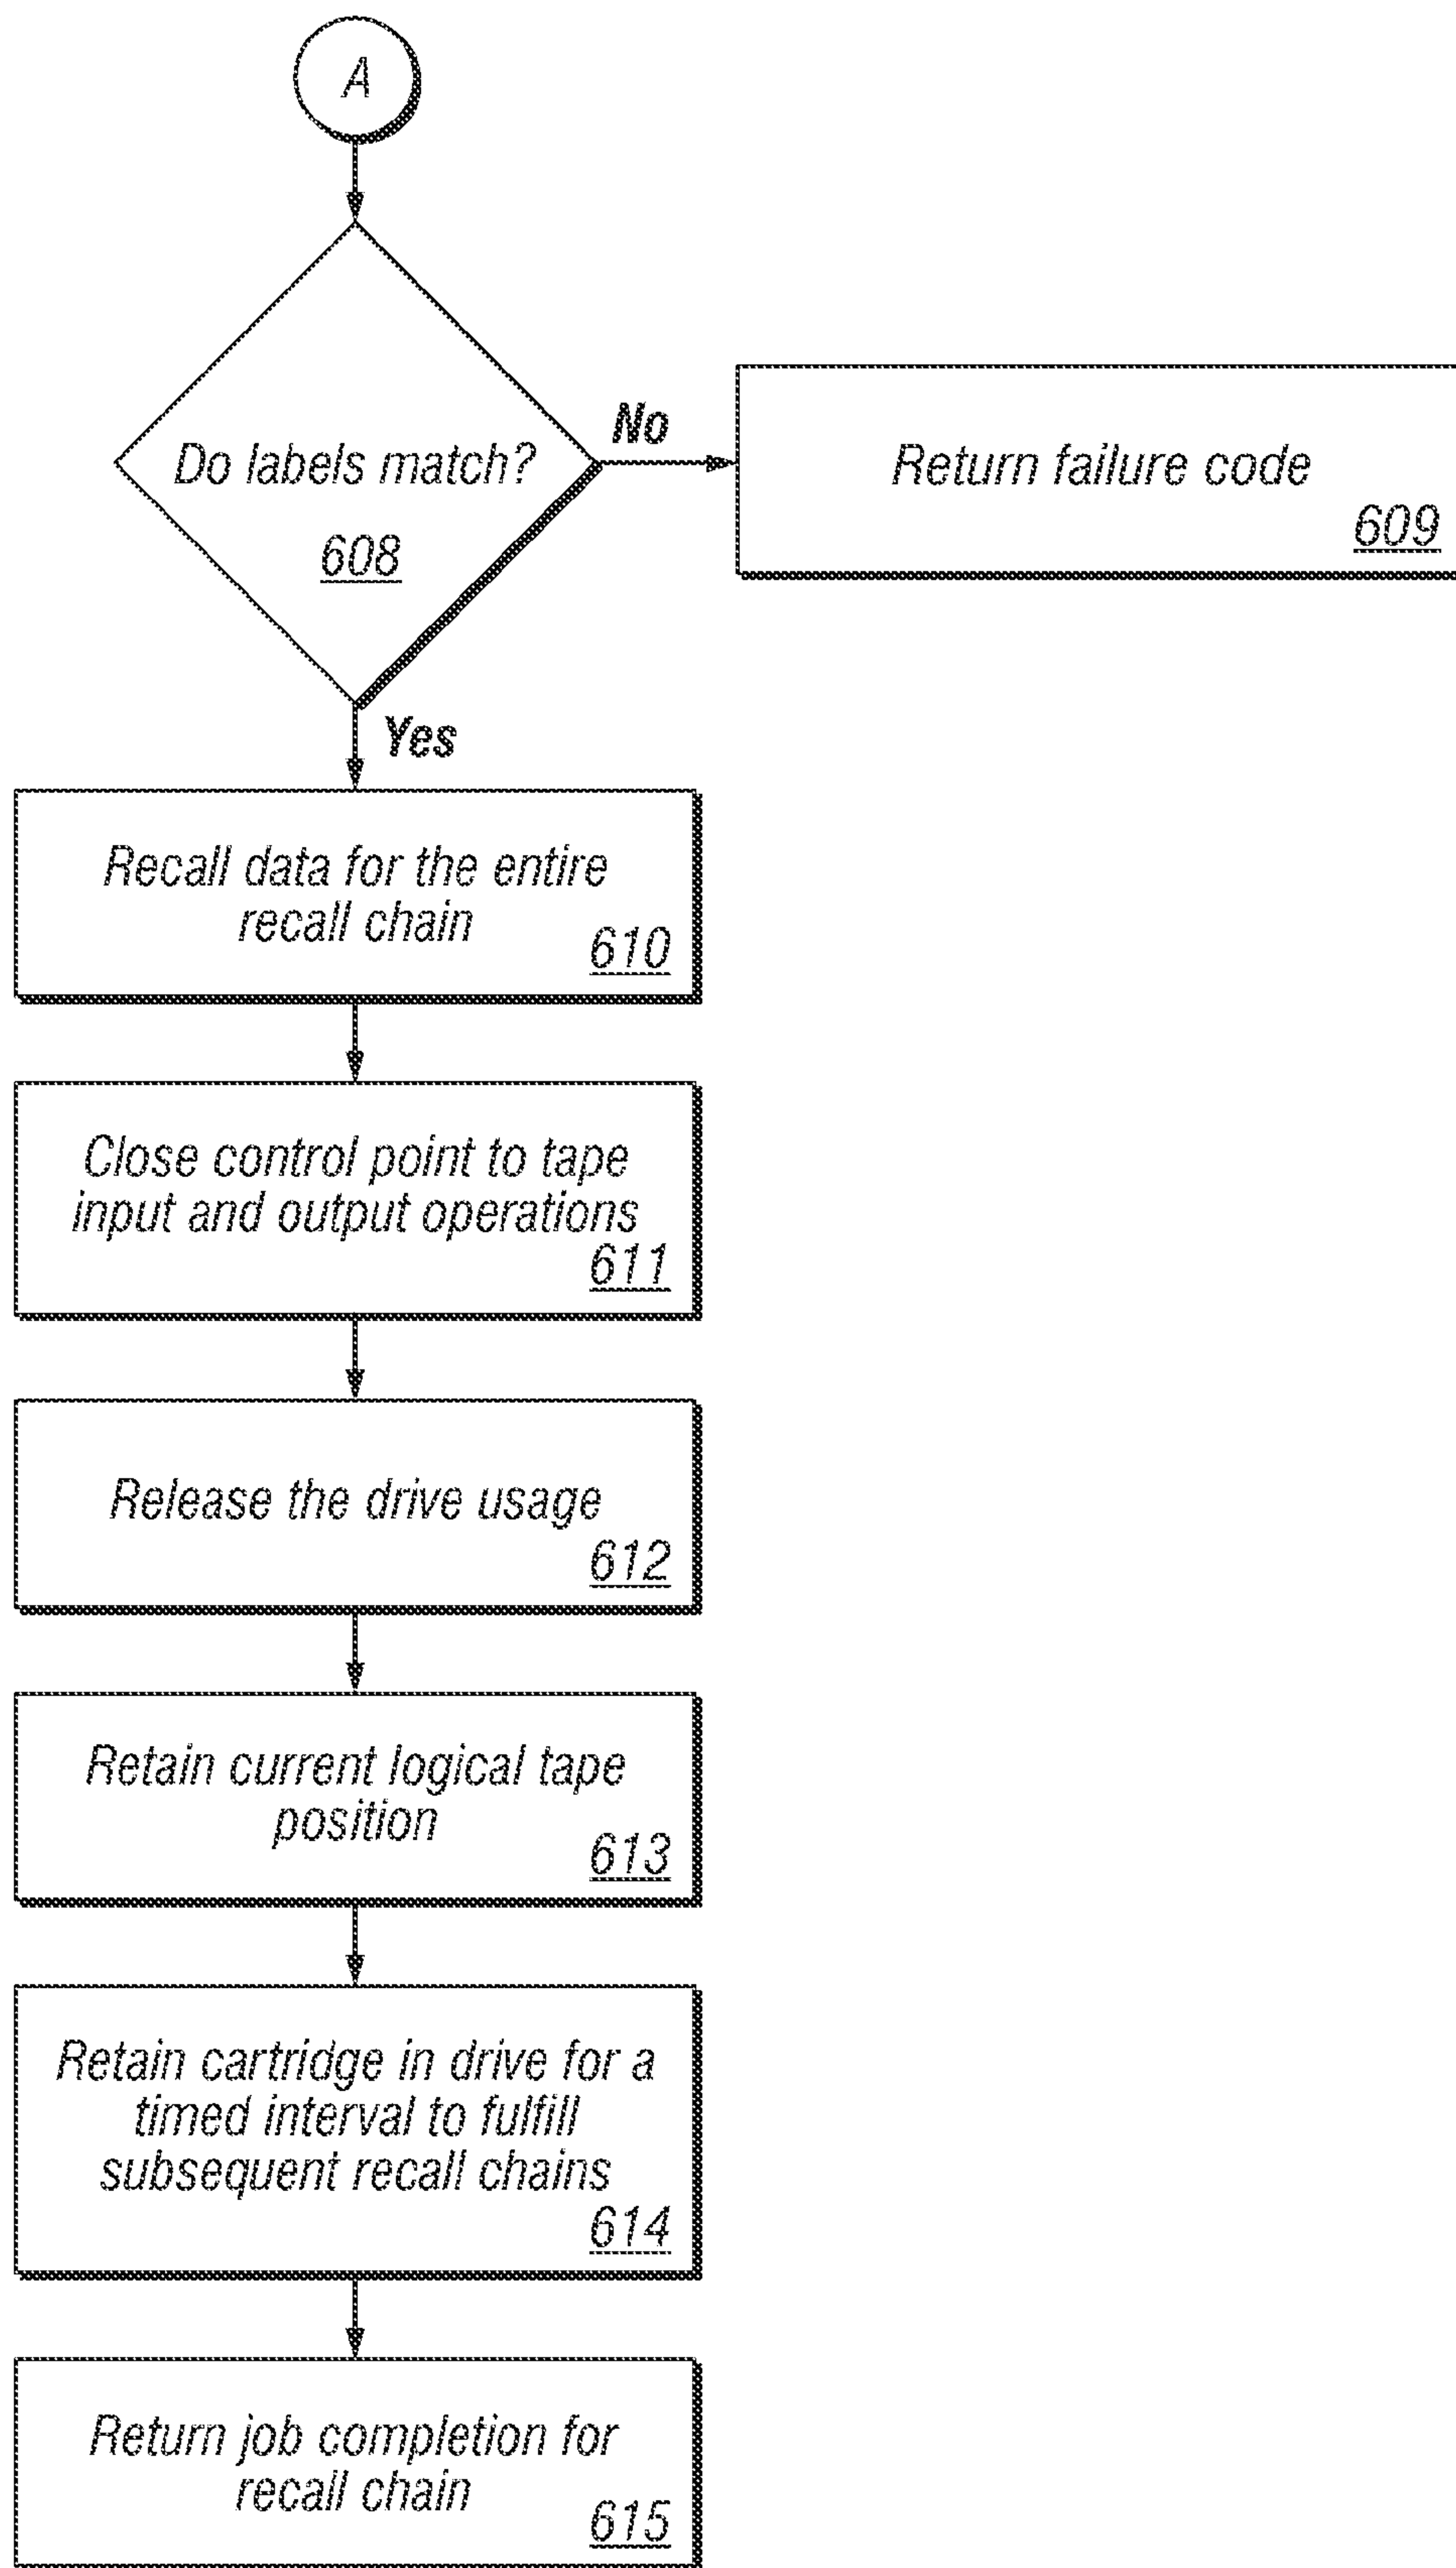 A
Do labels match?
608
No
Return failure code
609
Yes
Recall data for the entire
recall chain
610
Close control point to tape
input and output operations
611
Release the drive usage
612
Retain current logical tape
position
613
Retain cartridge in drive for a
timed interval to fulfill
subsequent recall chains
614
Return job completion for
recall chain
615